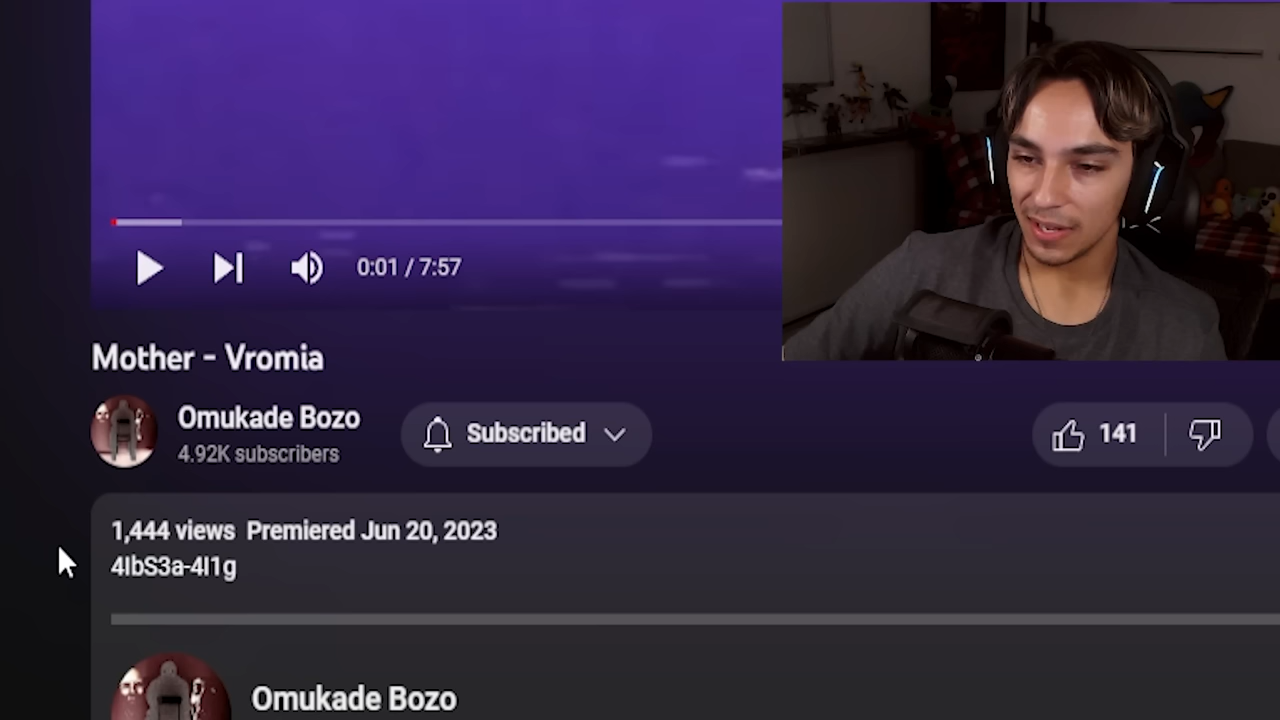 0:01 / 7:57
Mother - Vromia
Omukade Bozo
4.92K subscribers
Subscribed
141
1,444 views Premiered Jun 20, 2023
4IbS3a-4I1g
Omukade Bozo